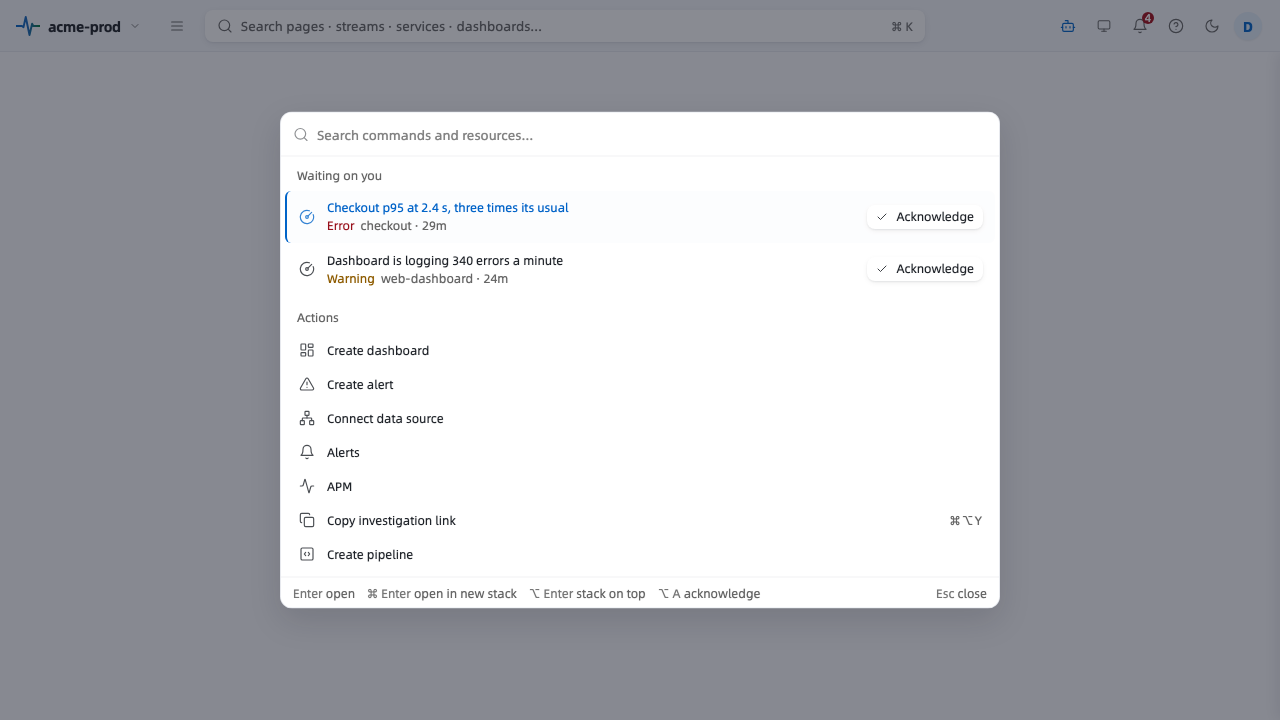 acme-prod
Search pages · streams · services · dashboards...
⌘ K
4
D
Search commands and resources...
Waiting on you
Checkout p95 at 2.4 s, three times its usual
Error checkout · 29m
Acknowledge
Dashboard is logging 340 errors a minute
Warning web-dashboard · 24m
Acknowledge
Actions
Create dashboard
Create alert
Connect data source
Alerts
APM
Copy investigation link ⌘⌥Y
Create pipeline
Enter open ⌘ Enter open in new stack ⌥ Enter stack on top ⌥ A acknowledge Esc close